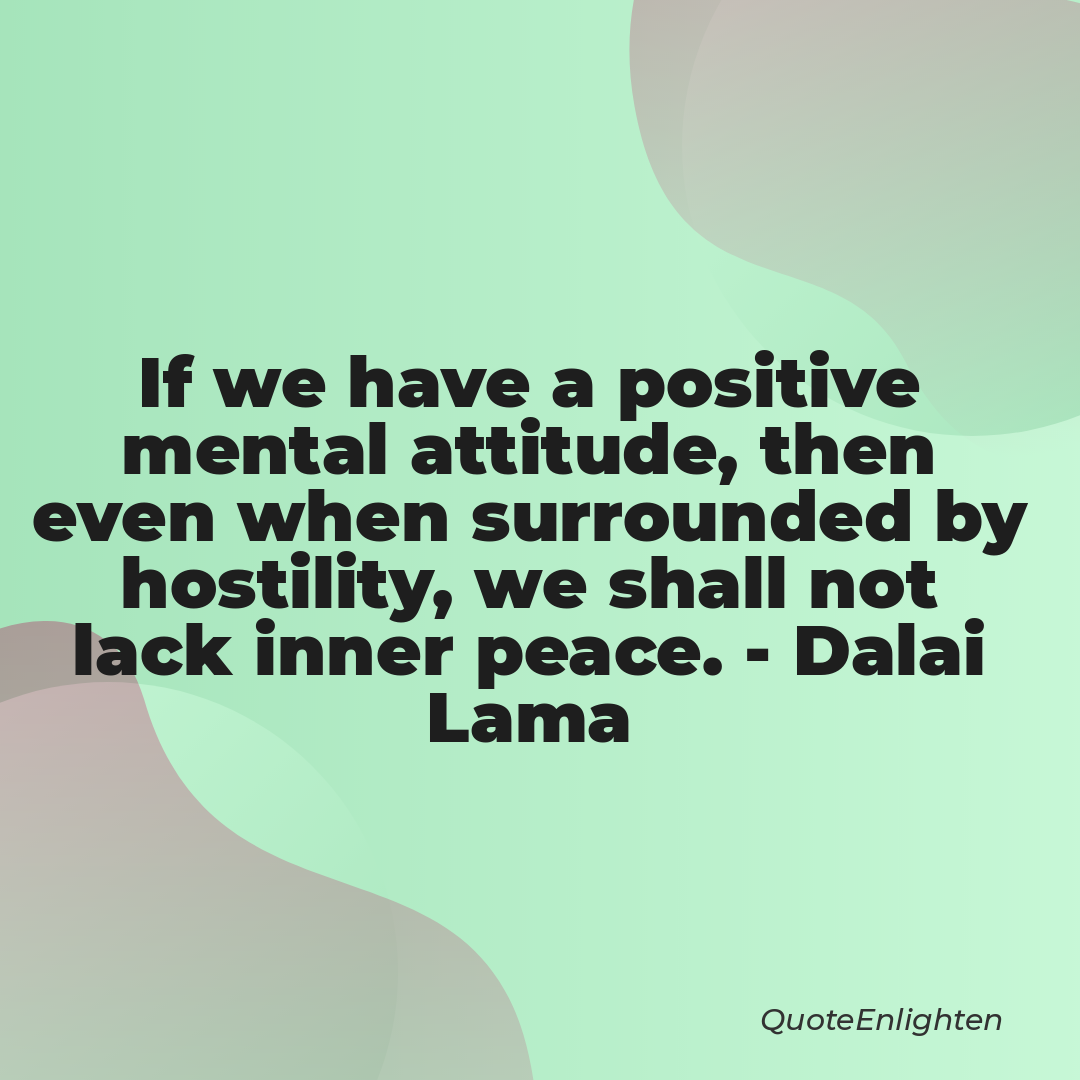 If we have a positive
mental attitude, then
even when surrounded by
hostility, we shall not
lack inner peace. - Dalai
Lama
QuoteEnlighten